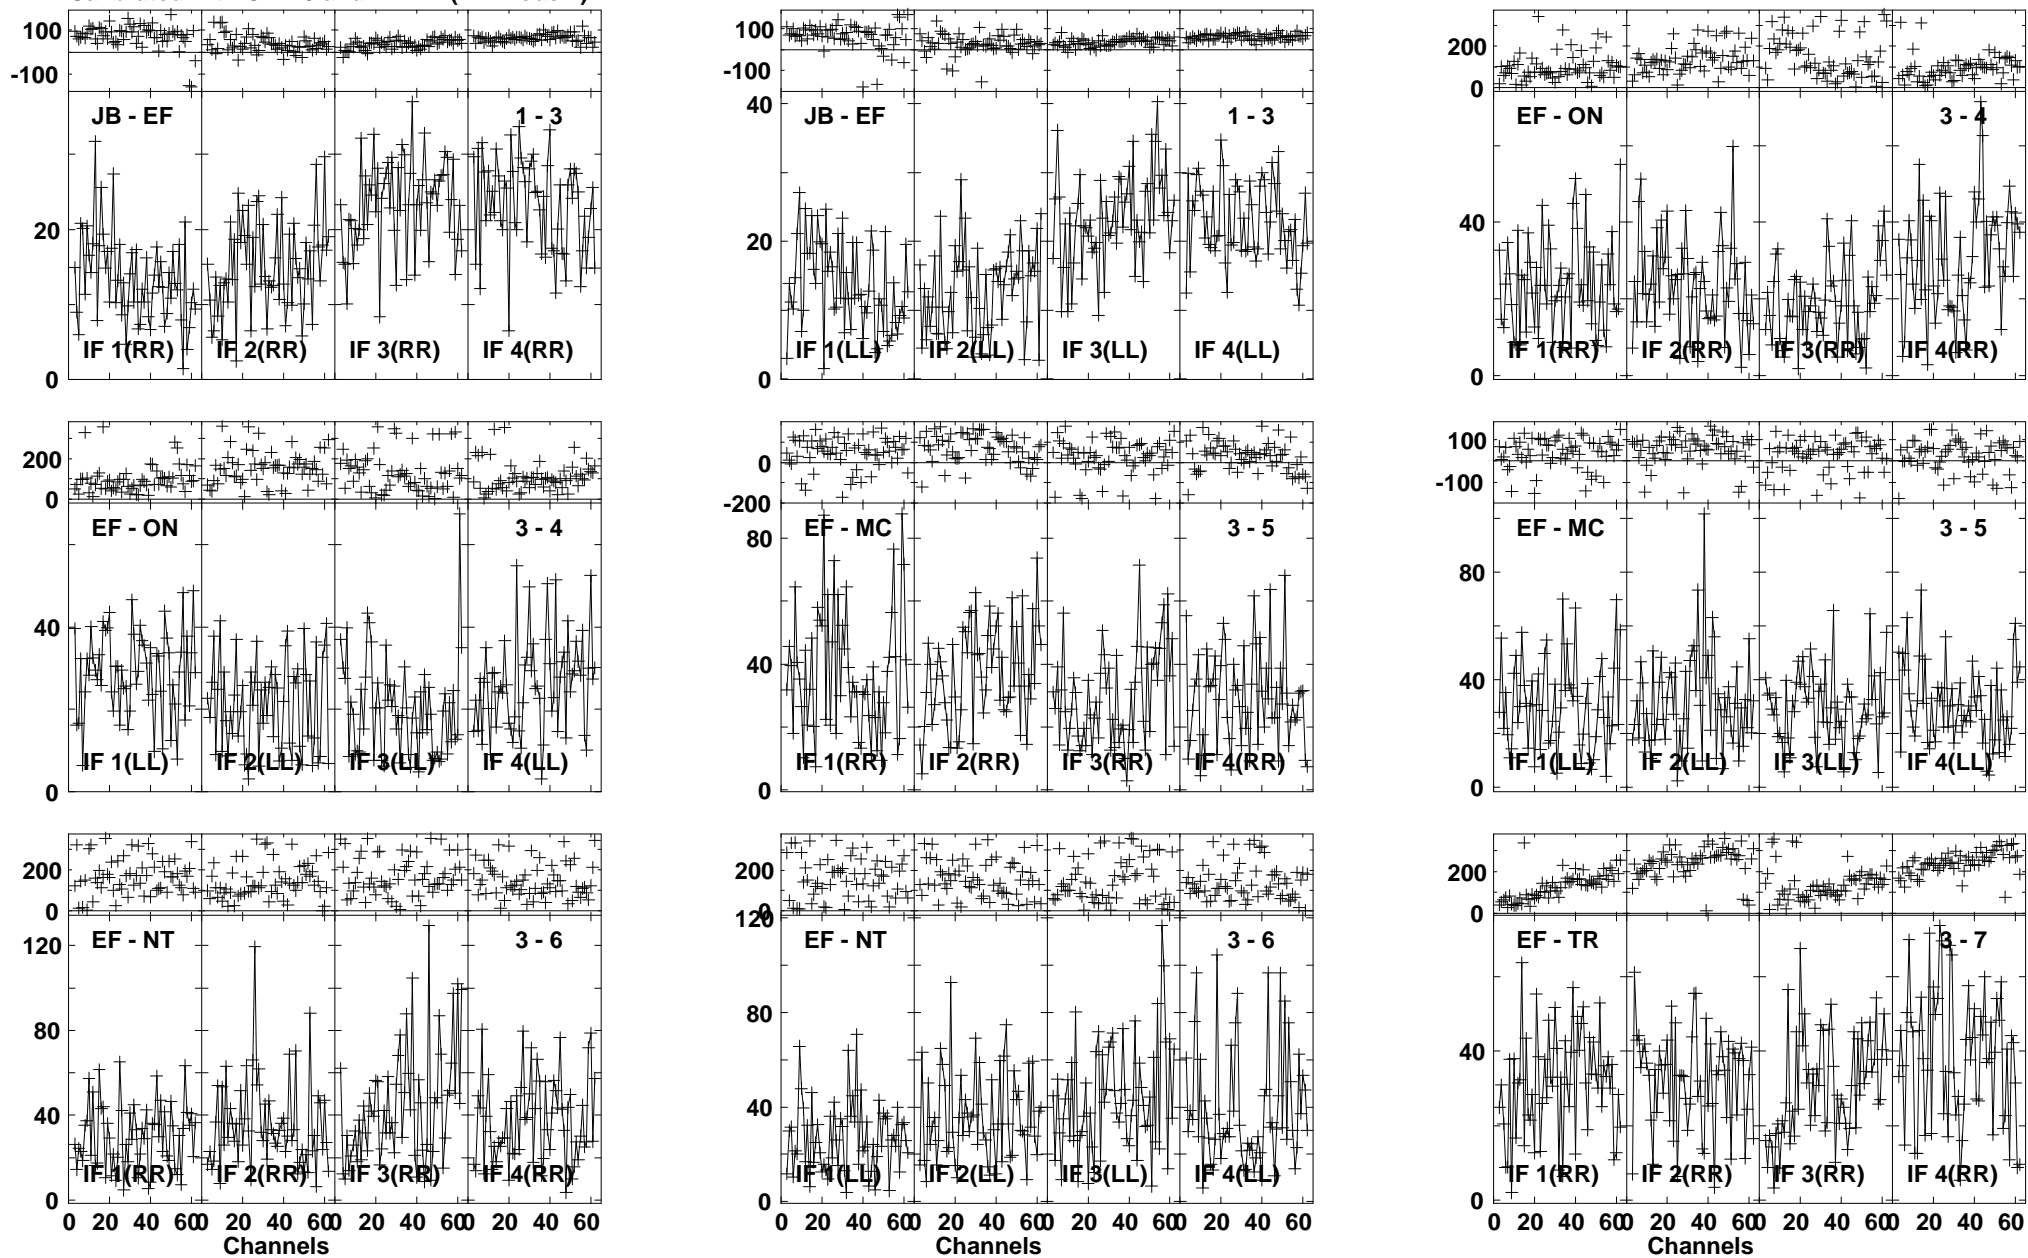 100
-100
JB - EF 1 - 3
20
0
IF 1(RR) IF 2(RR) IF 3(RR) IF 4(RR)
100
-100
40
JB - EF 1 - 3
20
0
IF 1(LL) IF 2(LL) IF 3(LL) IF 4(LL)
200
0
EF - ON 3 - 4
40
0
IF 1(RR) IF 2(RR) IF 3(RR) IF 4(RR)
200
0
EF - ON 3 - 4
40
0
IF 1(LL) IF 2(LL) IF 3(LL) IF 4(LL)
0
-200
EF - MC 3 - 5
80
40
0
IF 1(RR) IF 2(RR) IF 3(RR) IF 4(RR)
100
-100
EF - MC 3 - 5
80
40
0
IF 1(LL) IF 2(LL) IF 3(LL) IF 4(LL)
200
0
EF - NT 3 - 6
120
80
40
0
IF 1(RR) IF 2(RR) IF 3(RR) IF 4(RR)
0 20 40 60 0 20 40 60 0 20 40 60 0 20 40 60
Channels
200
0
120
EF - NT 3 - 6
80
40
0
IF 1(LL) IF 2(LL) IF 3(LL) IF 4(LL)
0 20 40 60 0 20 40 60 0 20 40 60 0 20 40 60
Channels
200
0
EF - TR 3 - 7
40
0
IF 1(RR) IF 2(RR) IF 3(RR) IF 4(RR)
0 20 40 60 0 20 40 60 0 20 40 60 0 20 40 60
Channels